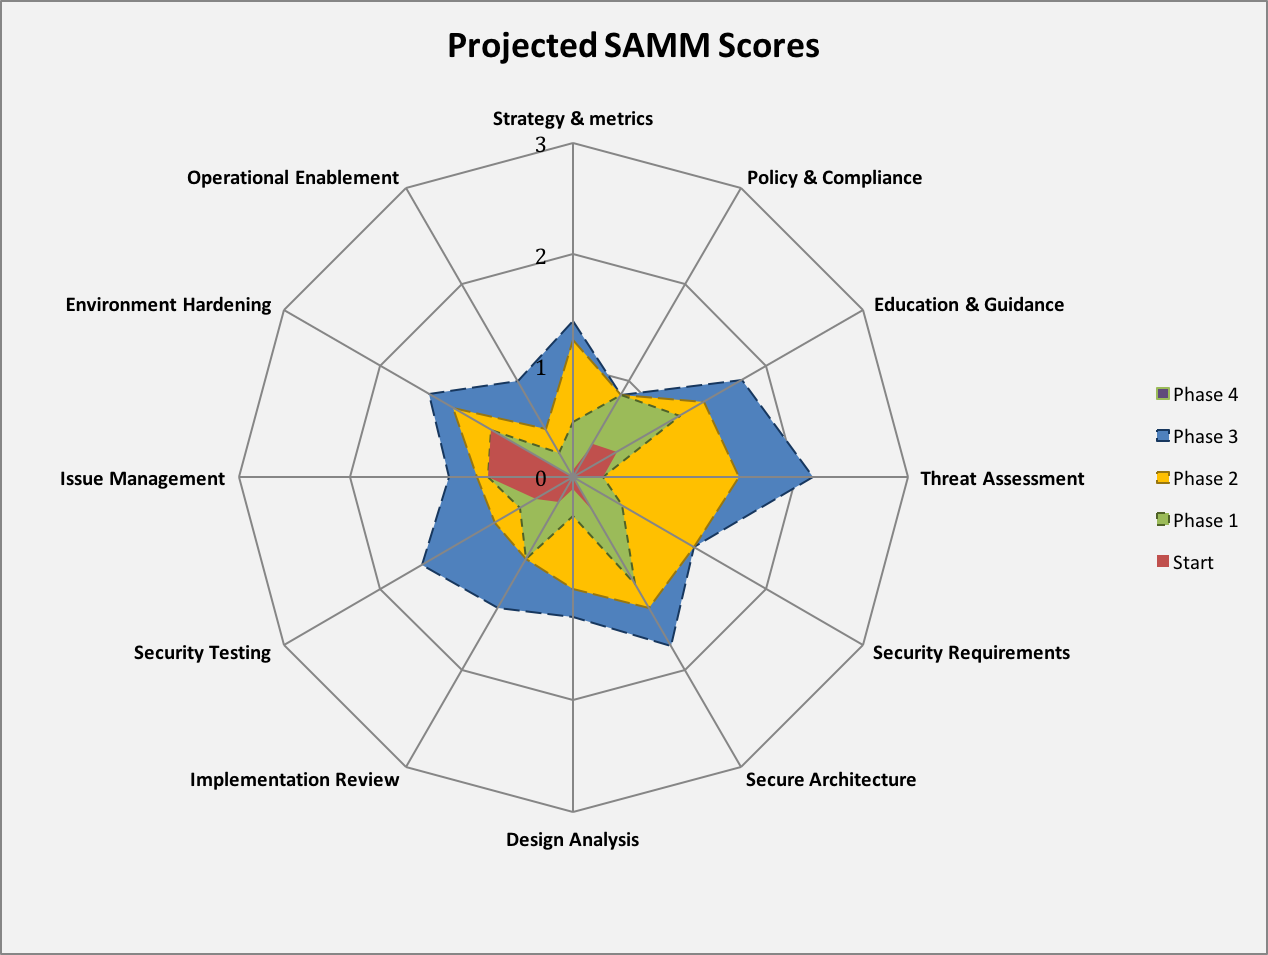 Projected SAMM Scores
Strategy & metrics
3
Operational Enablement
Policy & Compliance
2
Environment Hardening
Education & Guidance
1
Phase 4
Phase 3
Issue Management
0
Threat Assessment
Phase 2
Phase 1
Start
Security Testing
Security Requirements
Implementation Review
Secure Architecture
Design Analysis